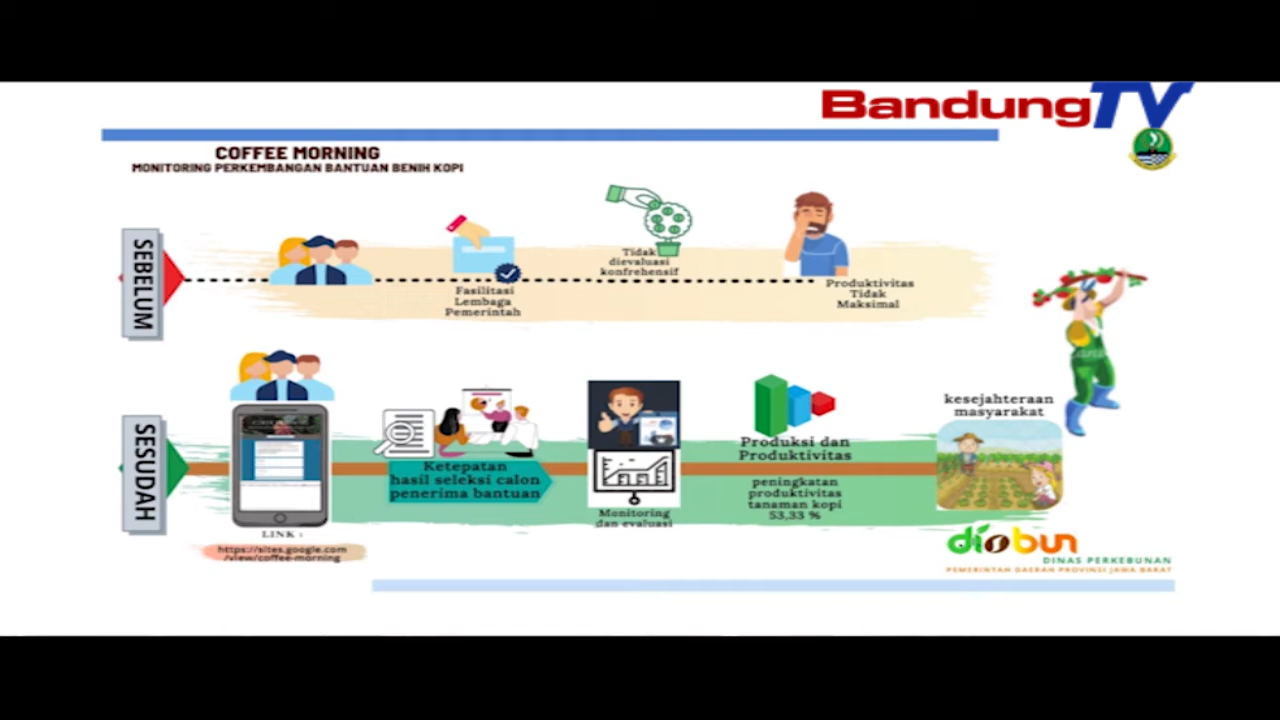 BandungTV
COFFEE MORNING
MONITORING PERKEMBANGAN BANTUAN BENIH KOPI
SEBELUM
Fasilitasi
Lembaga
Pemerintah
Tidak
dievaluasi
konfrehensif
Produktivitas
Tidak
Maksimal
SESUDAH
LINK :
https://sites.google.com
/view/coffee-morning
Ketepatan
hasil seleksi calon
penerima bantuan
Monitoring
dan evaluasi
Produksi dan
Produktivitas
peningkatan
produktivitas
tanaman kopi
53,33 %
kesejahteraan
masyarakat
disbun
DINAS PERKEBUNAN
PEMERINTAH DAERAH PROVINSI JAWA BARAT